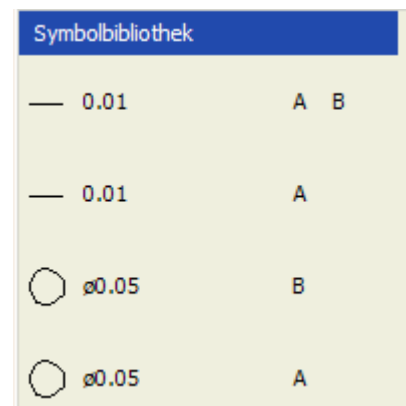 Symbolbibliothek
0.01 A B
0.01 A
ø0.05 B
ø0.05 A